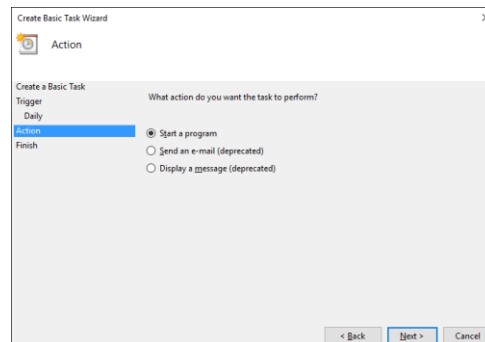 Create Basic Task Wizard
Action
Create a Basic Task
Trigger
Daily
Action
Finish
What action do you want the task to perform?
Start a program
Send an e-mail (deprecated)
Display a message (deprecated)
< Back
Next >
Cancel